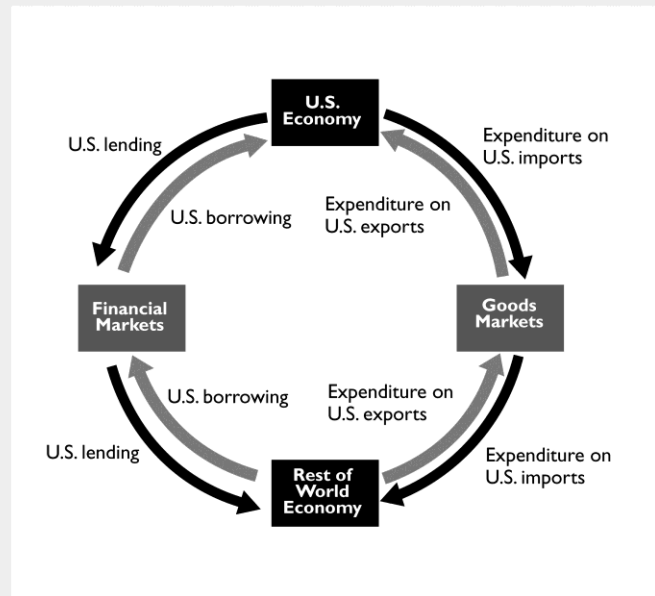 U.S.
Economy
U.S. lending
Expenditure on
U.S. imports
U.S. borrowing
Expenditure on
U.S. exports
Financial
Markets
Goods
Markets
U.S. borrowing
Expenditure on
U.S. exports
U.S. lending
Expenditure on
U.S. imports
Rest of
World
Economy